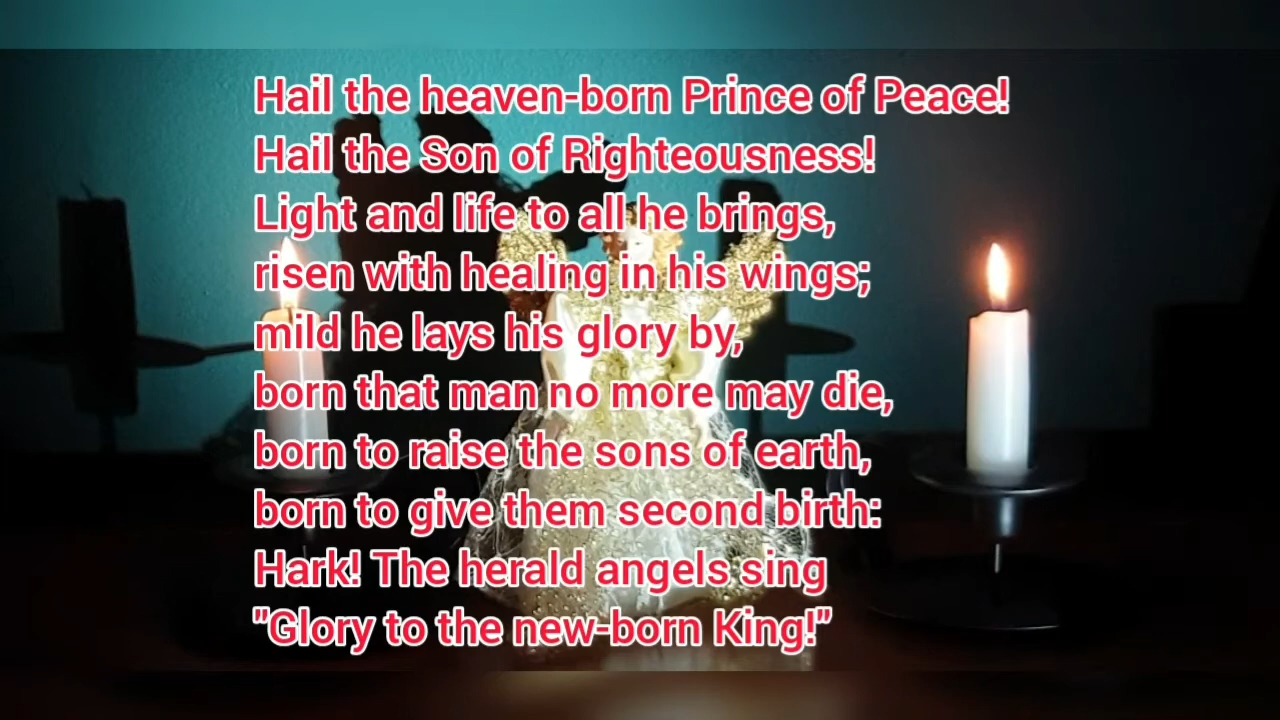 Hail the heaven-born Prince of Peace!
Hail the Son of Righteousness!
Light and life to all he brings,
risen with healing in his wings;
mild he lays his glory by,
born that man no more may die,
born to raise the sons of earth,
born to give them second birth:
Hark! The herald angels sing
"Glory to the new-born King!"